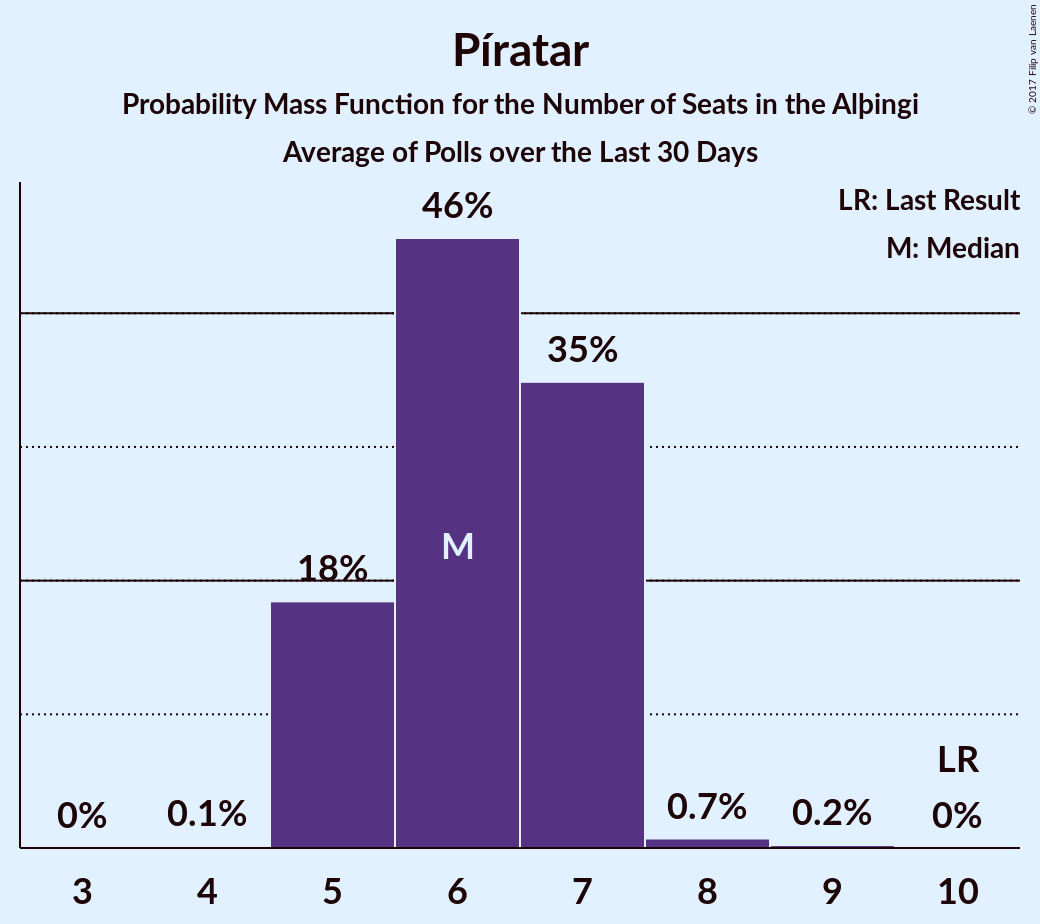 Píratar
Probability Mass Function for the Number of Seats in the Alþingi
Average of Polls over the Last 30 Days
© 2017 Filip van Laenen
LR: Last Result
M: Median
46%
35%
18%
M
0%
0.1%
0.7%
0.2%
LR
0%
3 4 5 6 7 8 9 10